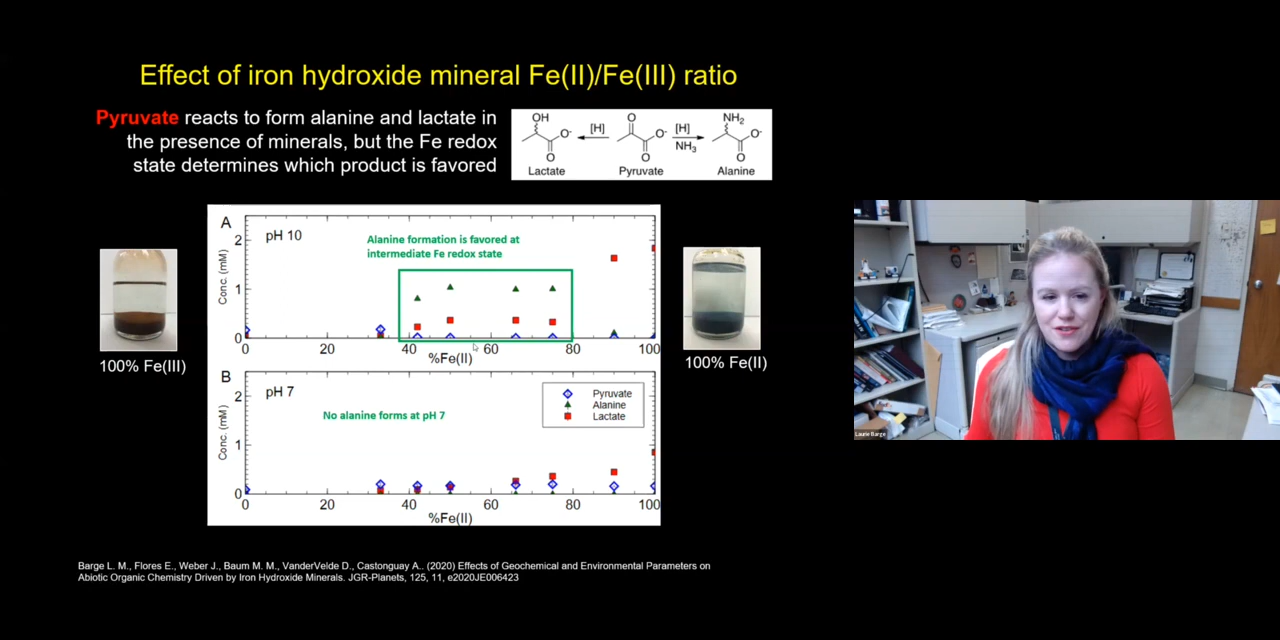 Effect of iron hydroxide mineral Fe(II)/Fe(III) ratio
Pyruvate reacts to form alanine and lactate in
the presence of minerals, but the Fe redox
state determines which product is favored
OH
O⁻
O
Lactate
[H]
O
O⁻
O
Pyruvate
[H]
NH₃
NH₂
O⁻
O
Alanine
100% Fe(III)
A
pH 10
Alanine formation is favored at
intermediate Fe redox state
Conc. (mM)
2
1
0
0 20 40 60 80 100
%Fe(II)
B
pH 7
No alanine forms at pH 7
Pyruvate
Alanine
Lactate
Conc. (mM)
2
1
0
0 20 40 60 80 100
%Fe(II)
100% Fe(II)
Laurie Barge
Barge L. M., Flores E., Weber J., Baum M. M., VanderVelde D., Castonguay A.. (2020) Effects of Geochemical and Environmental Parameters on
Abiotic Organic Chemistry Driven by Iron Hydroxide Minerals. JGR-Planets, 125, 11, e2020JE006423